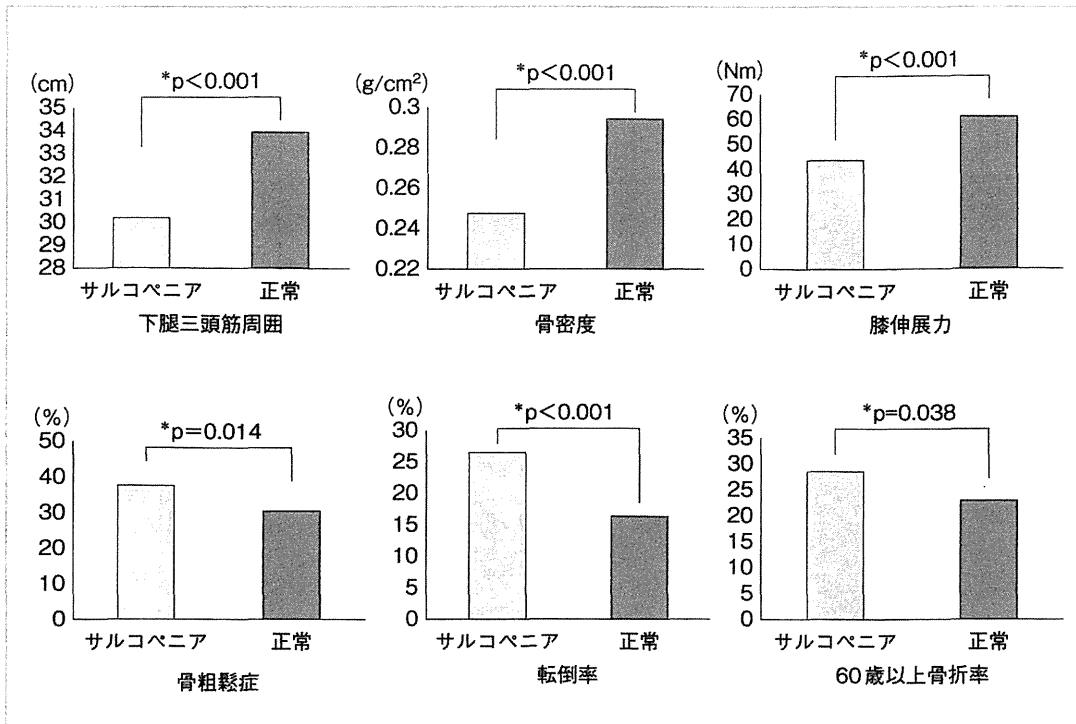 (cm)
*p<0.001
35
34
33
32
31
30
29
28
サルコペニア 正常
下腿三頭筋周囲
(g/cm²)
*p<0.001
0.3
0.28
0.26
0.24
0.22
サルコペニア 正常
骨密度
(Nm)
*p<0.001
70
60
50
40
30
20
10
0
サルコペニア 正常
膝伸展力
(%)
*p=0.014
50
40
30
20
10
0
サルコペニア 正常
骨粗鬆症
(%)
*p<0.001
30
25
20
15
10
5
0
サルコペニア 正常
転倒率
(%)
*p=0.038
35
30
25
20
15
10
5
0
サルコペニア 正常
60歳以上骨折率